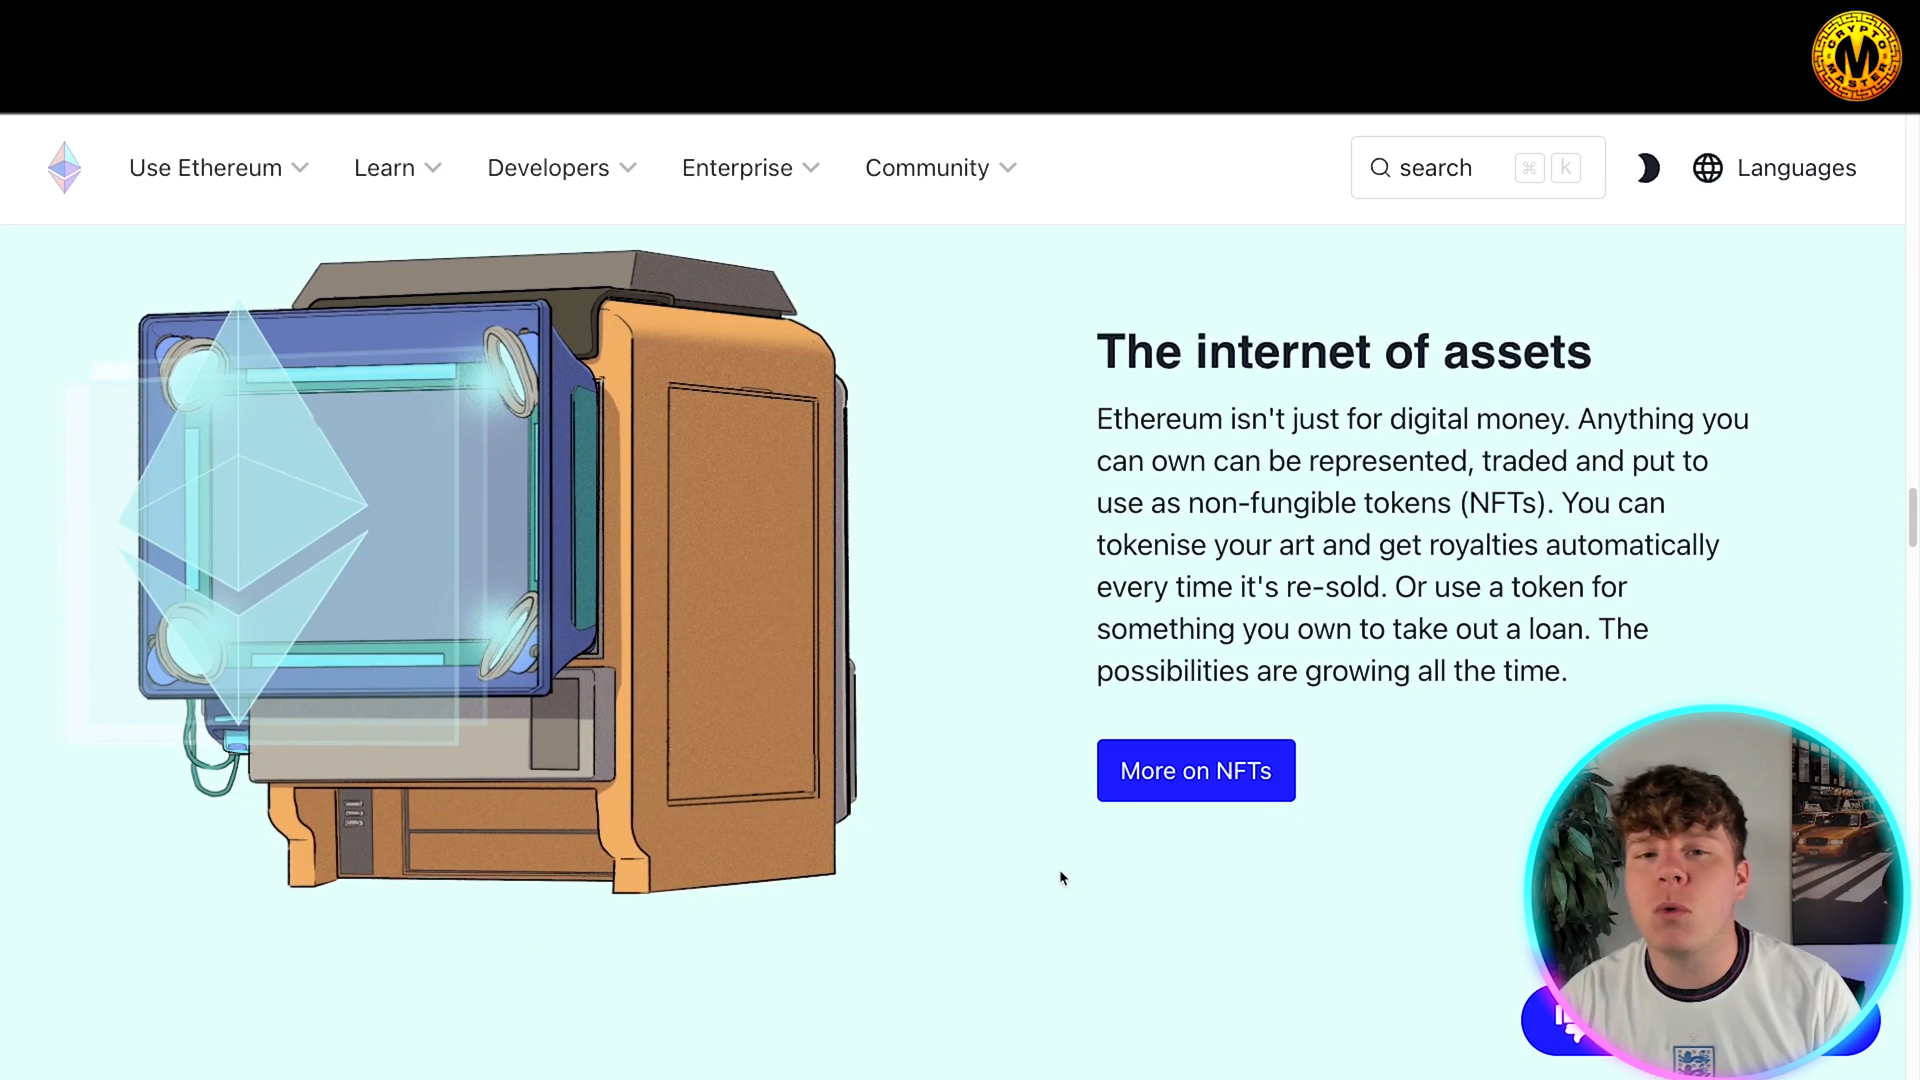 CRYPTO
M
MASTER
Use Ethereum
Learn
Developers
Enterprise
Community
search
⌘
k
Languages
The internet of assets
Ethereum isn't just for digital money. Anything you
can own can be represented, traded and put to
use as non-fungible tokens (NFTs). You can
tokenise your art and get royalties automatically
every time it's re-sold. Or use a token for
something you own to take out a loan. The
possibilities are growing all the time.
More on NFTs